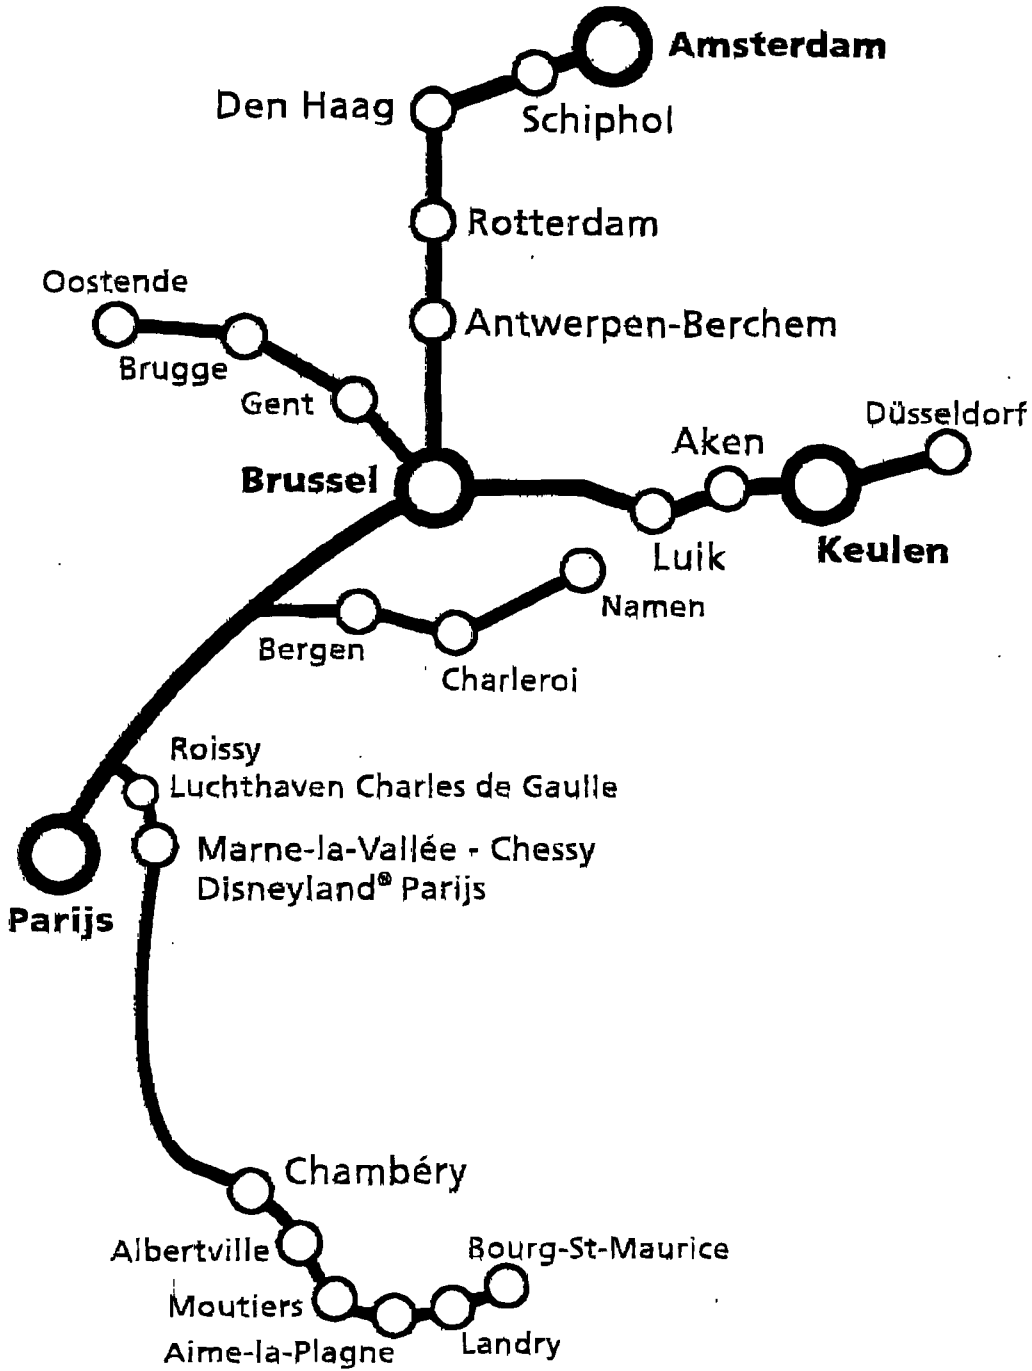 Amsterdam
Den Haag
Schiphol
Rotterdam
Oostende
Antwerpen-Berchem
Brugge
Gent
Düsseldorf
Aken
Brussel
Keulen
Luik
Namen
Bergen
Charleroi
Roissy
Luchthaven Charles de Gaulle
Marne-la-Vallée - Chessy
Disneyland® Parijs
Parijs
Chambéry
Albertville
Bourg-St-Maurice
Moutiers
Landry
Aime-la-Plagne